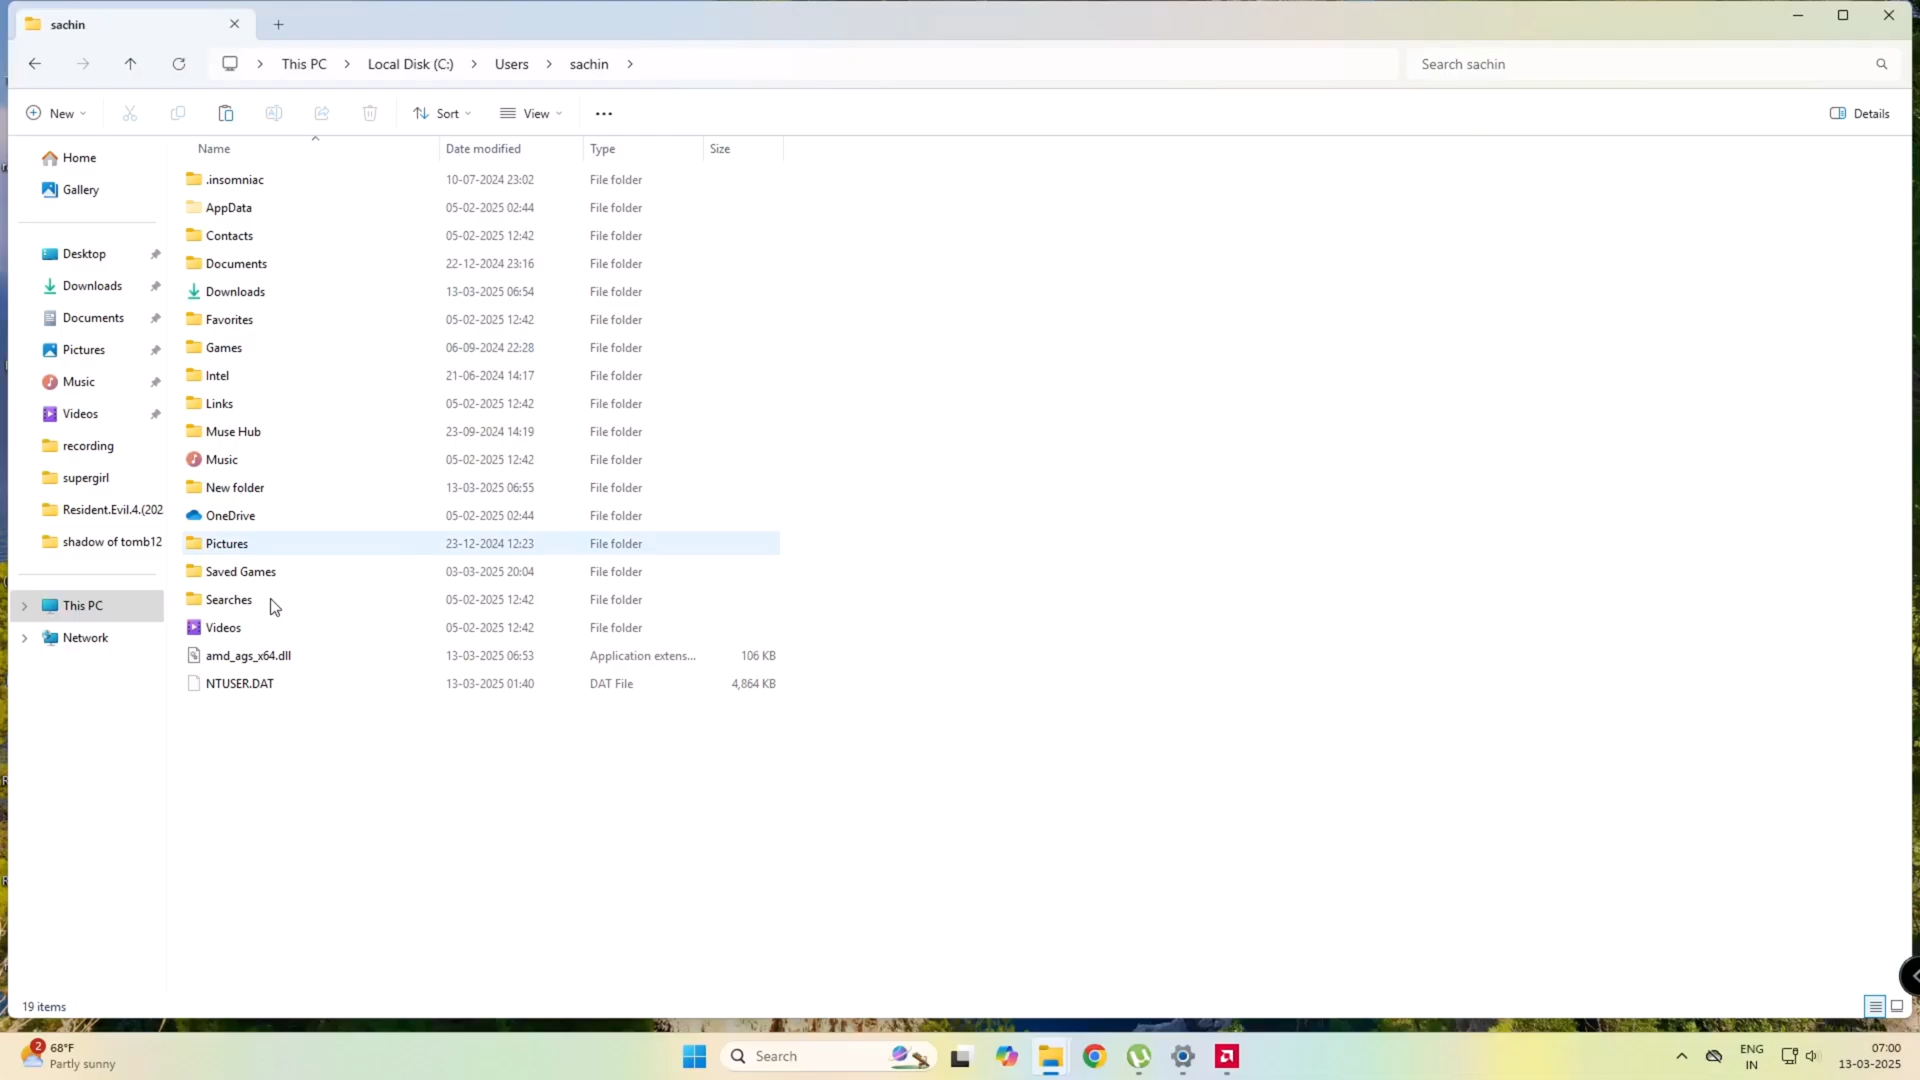 sachin
This PC
Local Disk (C:)
Users
sachin
Search sachin
New
Sort
View
Details
Name
Date modified
Type
Size
Home
Gallery
Desktop
Downloads
Documents
Pictures
Music
Videos
recording
supergirl
Resident.Evil.4.(202
shadow of tomb12
This PC
Network
.insomniac 10-07-2024 23:02 File folder
AppData 05-02-2025 02:44 File folder
Contacts 05-02-2025 12:42 File folder
Documents 22-12-2024 23:16 File folder
Downloads 13-03-2025 06:54 File folder
Favorites 05-02-2025 12:42 File folder
Games 06-09-2024 22:28 File folder
Intel 21-06-2024 14:17 File folder
Links 05-02-2025 12:42 File folder
Muse Hub 23-09-2024 14:19 File folder
Music 05-02-2025 12:42 File folder
New folder 13-03-2025 06:55 File folder
OneDrive 05-02-2025 02:44 File folder
Pictures 23-12-2024 12:23 File folder
Saved Games 03-03-2025 20:04 File folder
Searches 05-02-2025 12:42 File folder
Videos 05-02-2025 12:42 File folder
amd_ags_x64.dll 13-03-2025 06:53 Application extens... 106 KB
NTUSER.DAT 13-03-2025 01:40 DAT File 4,864 KB
19 items
2
68°F
Partly sunny
Search
ENG
IN
07:00
13-03-2025